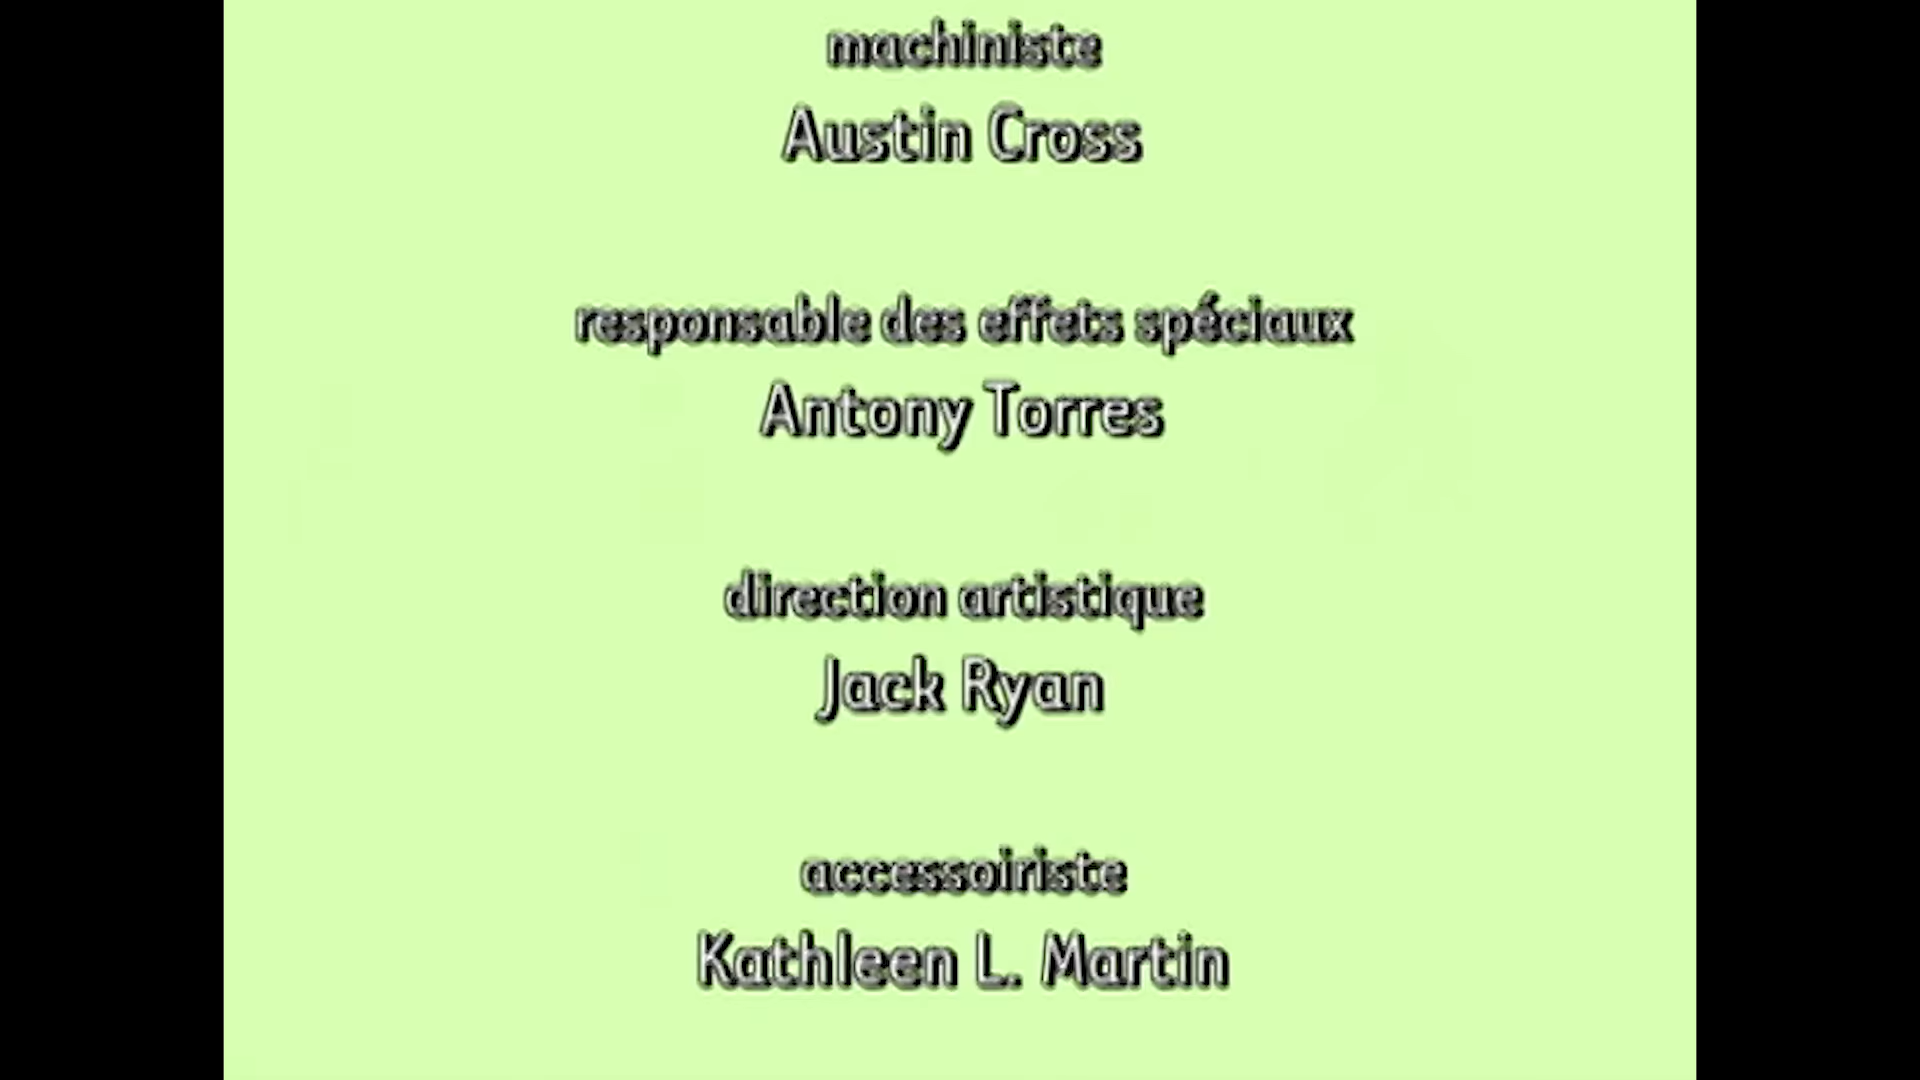 machiniste
Austin Cross
responsable des effets spéciaux
Antony Torres
direction artistique
Jack Ryan
accessoiriste
Kathleen L. Martin